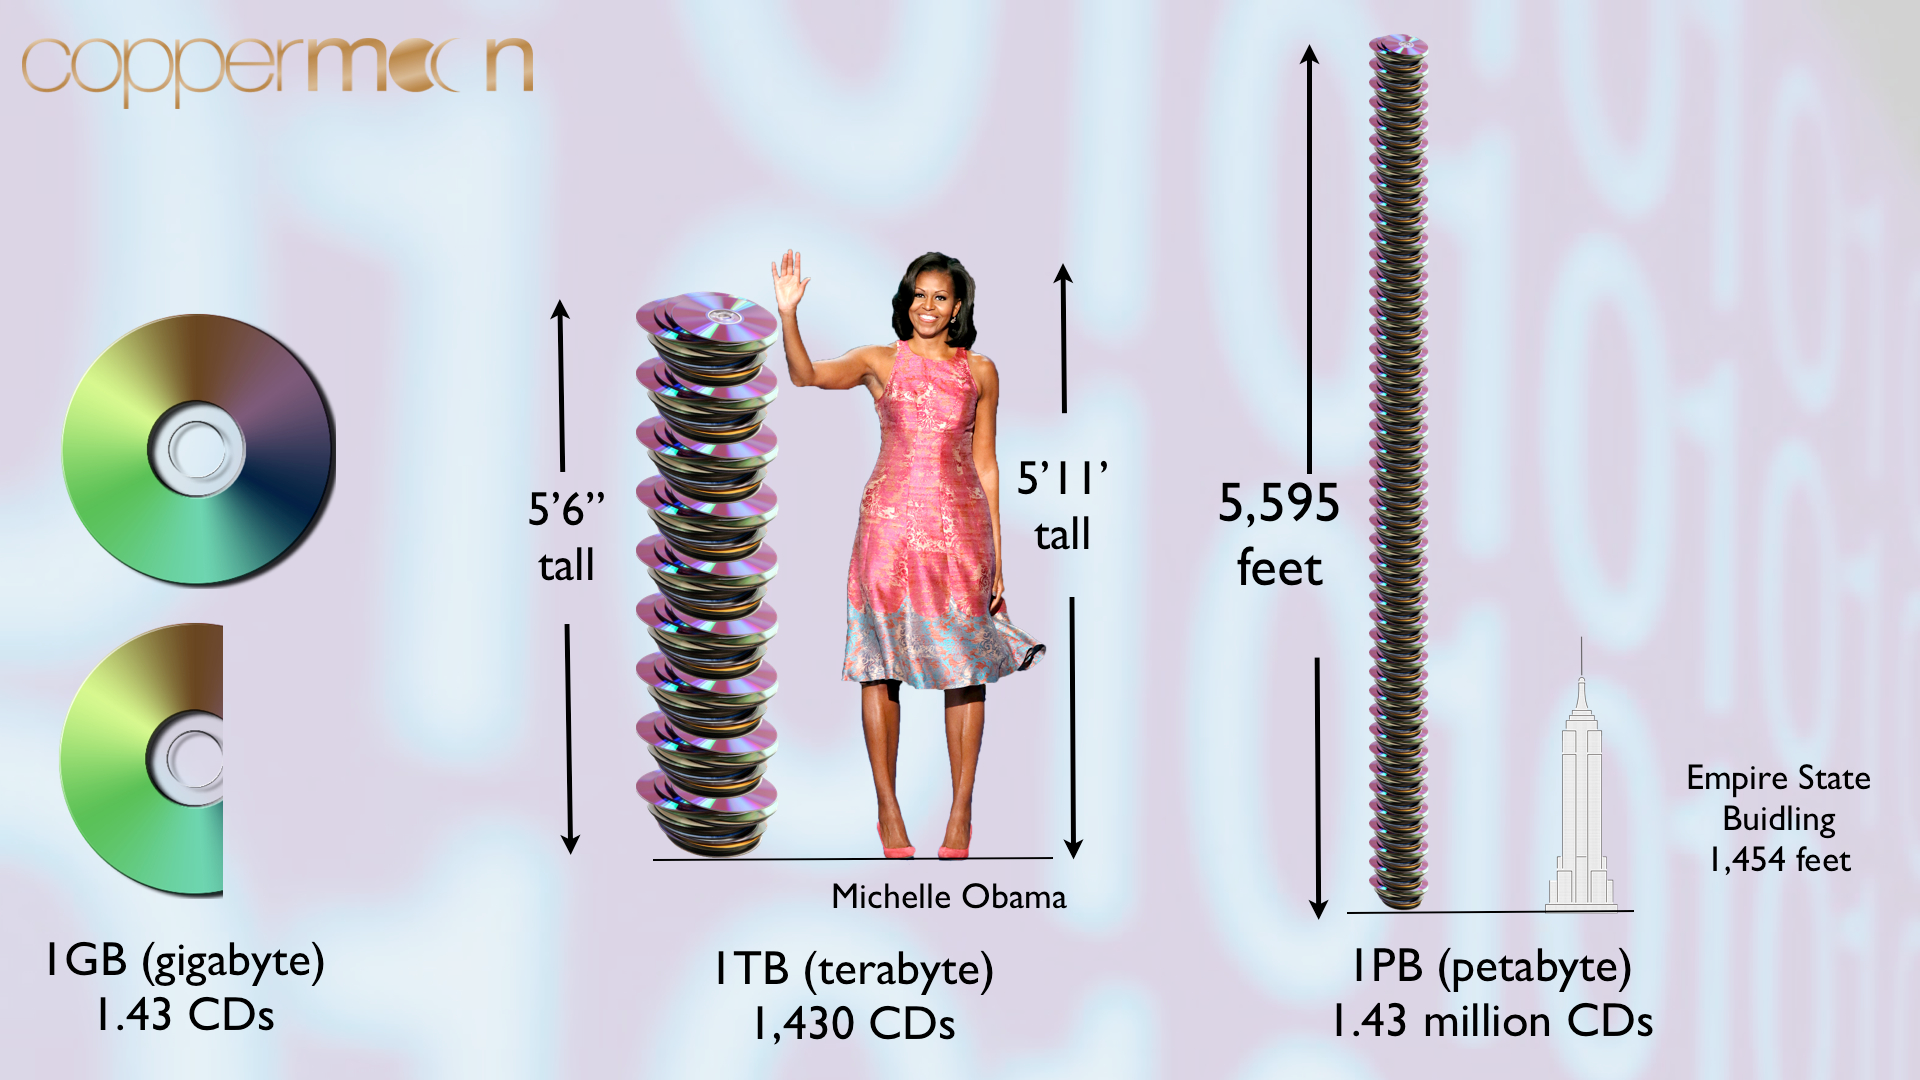 coppermoon
5'6”
tall
5'11'
tall
Michelle Obama
5,595
feet
Empire State
Buidling
1,454 feet
1GB (gigabyte)
1.43 CDs
1TB (terabyte)
1,430 CDs
1PB (petabyte)
1.43 million CDs